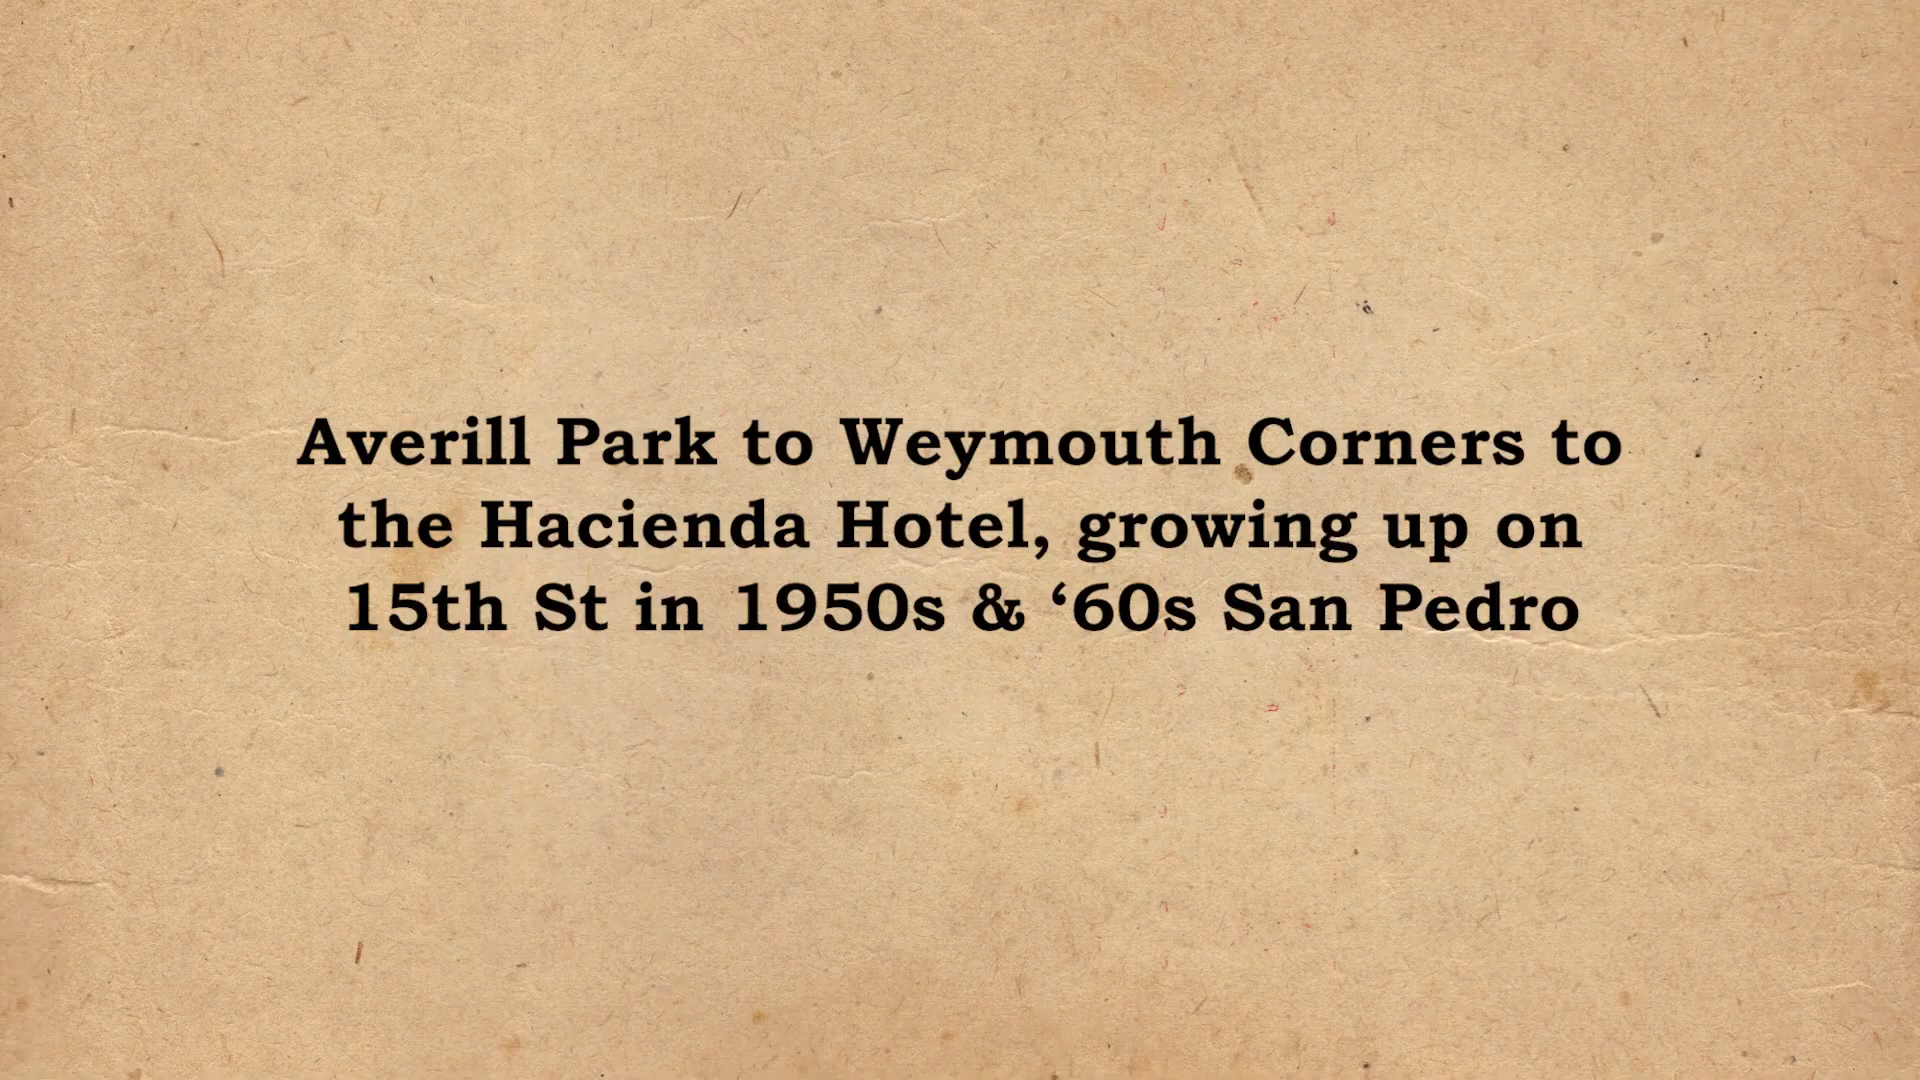 Averill Park to Weymouth Corners to
the Hacienda Hotel, growing up on
15th St in 1950s & ‘60s San Pedro